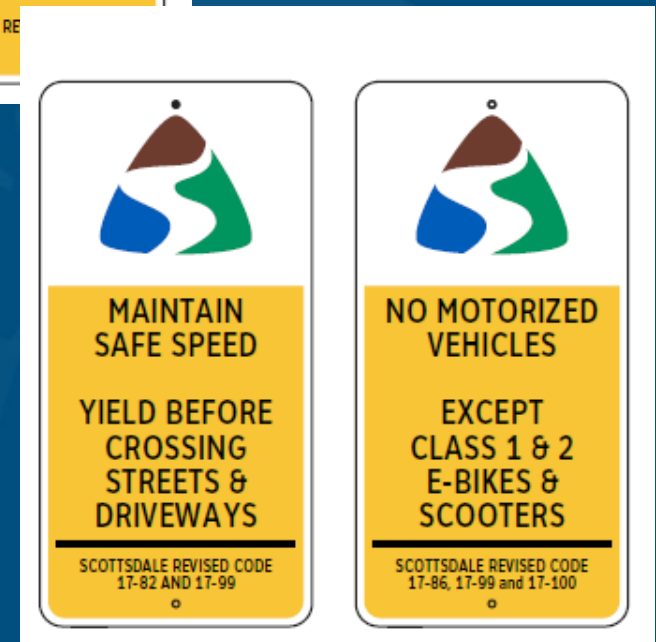 RE
MAINTAIN
SAFE SPEED
YIELD BEFORE
CROSSING
STREETS &
DRIVEWAYS
SCOTTSDALE REVISED CODE
17-82 AND 17-99
NO MOTORIZED
VEHICLES
EXCEPT
CLASS 1 & 2
E-BIKES &
SCOOTERS
SCOTTSDALE REVISED CODE
17-86, 17-99 and 17-100